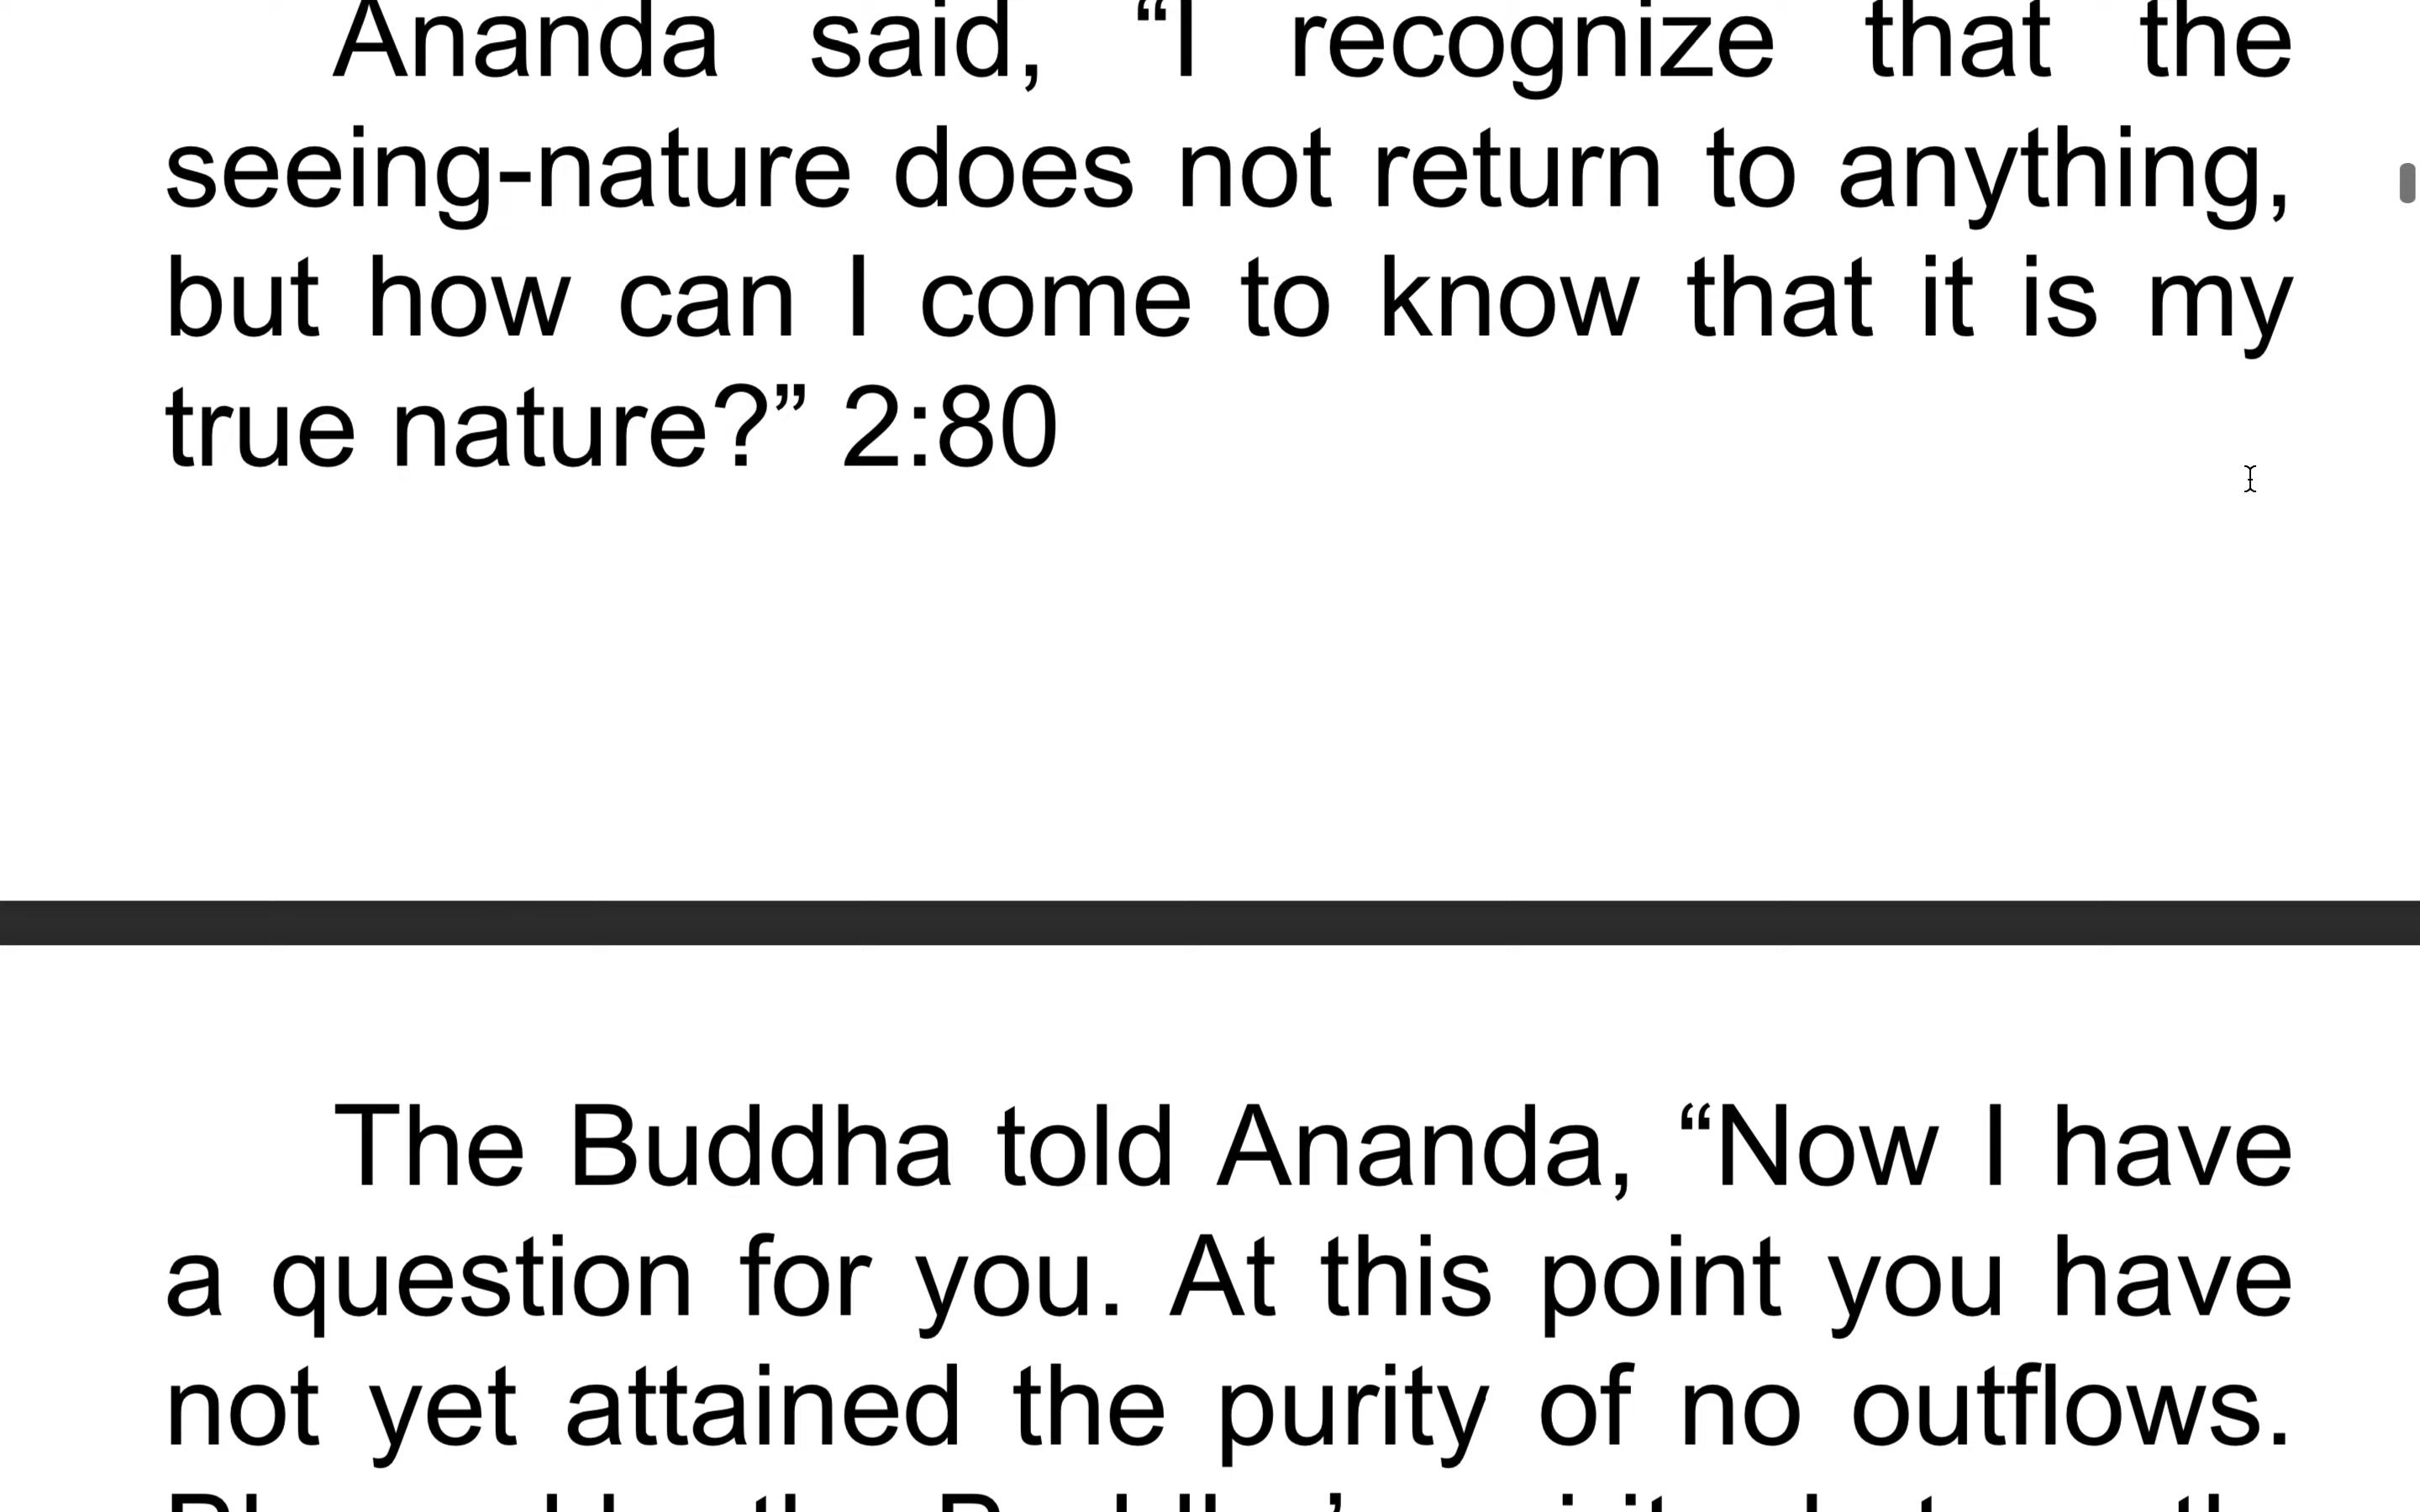 Ananda said, “I recognize that the
seeing-nature does not return to anything,
but how can I come to know that it is my
true nature?” 2:80
The Buddha told Ananda, “Now I have
a question for you. At this point you have
not yet attained the purity of no outflows.